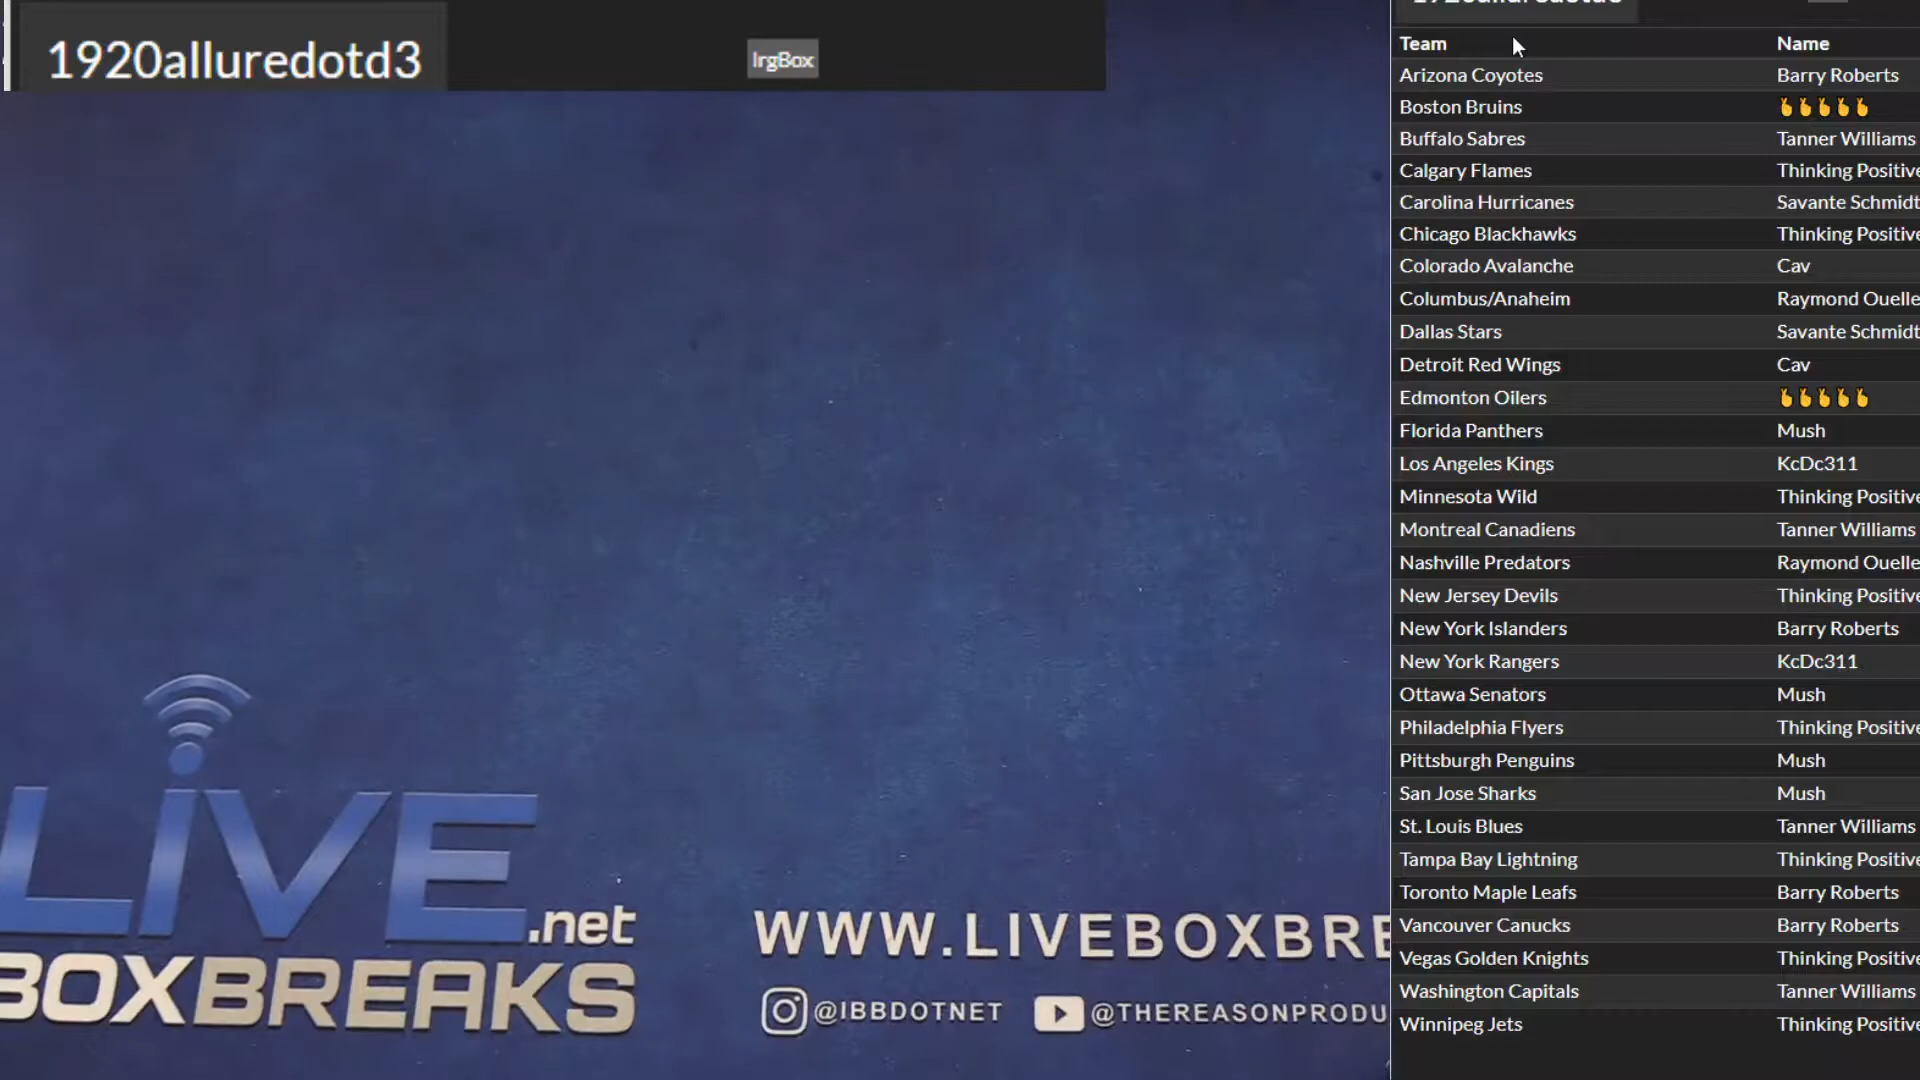 1920alluredotd3
lrgBox
Team Name
Arizona Coyotes Barry Roberts
Boston Bruins 🤞🤞🤞🤞🤞
Buffalo Sabres Tanner Williams
Calgary Flames Thinking Positive
Carolina Hurricanes Savante Schmidt
Chicago Blackhawks Thinking Positive
Colorado Avalanche Cav
Columbus/Anaheim Raymond Ouelle
Dallas Stars Savante Schmidt
Detroit Red Wings Cav
Edmonton Oilers 🤞🤞🤞🤞🤞
Florida Panthers Mush
Los Angeles Kings KcDc311
Minnesota Wild Thinking Positive
Montreal Canadiens Tanner Williams
Nashville Predators Raymond Ouelle
New Jersey Devils Thinking Positive
New York Islanders Barry Roberts
New York Rangers KcDc311
Ottawa Senators Mush
Philadelphia Flyers Thinking Positive
Pittsburgh Penguins Mush
San Jose Sharks Mush
St. Louis Blues Tanner Williams
Tampa Bay Lightning Thinking Positive
Toronto Maple Leafs Barry Roberts
Vancouver Canucks Barry Roberts
Vegas Golden Knights Thinking Positive
Washington Capitals Tanner Williams
Winnipeg Jets Thinking Positive
LIVE.net
BOXBREAKS
WWW.LIVEBOXBRE
@IBBDOTNET @THEREASONPRODU